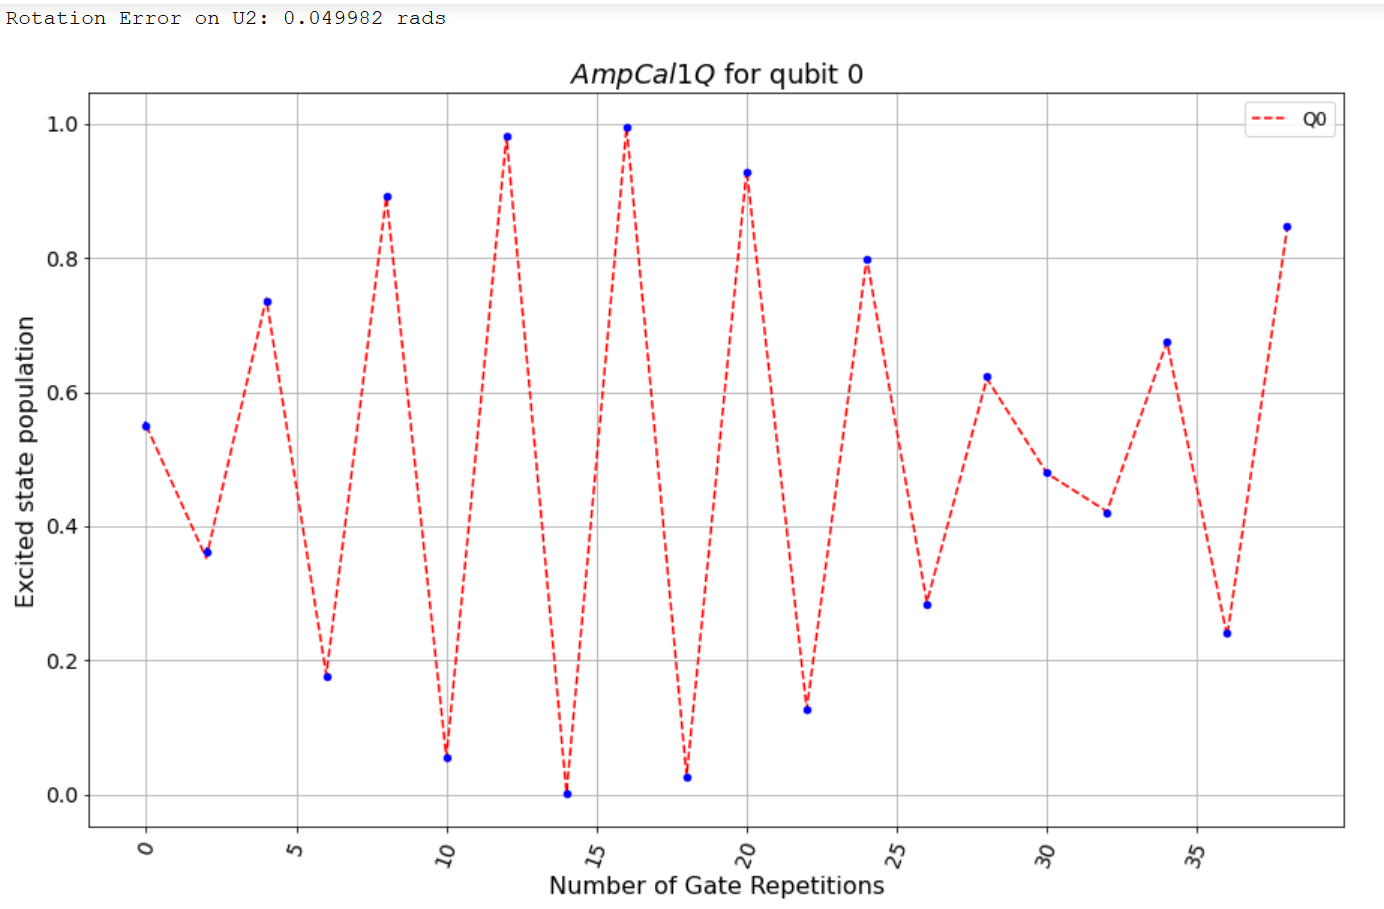 Rotation Error on U2: 0.049982 rads
AmpCal1Q for qubit 0
Q0
1.0
0.8
0.6
0.4
0.2
0.0
Excited state population
0
5
10
15
20
25
30
35
Number of Gate Repetitions